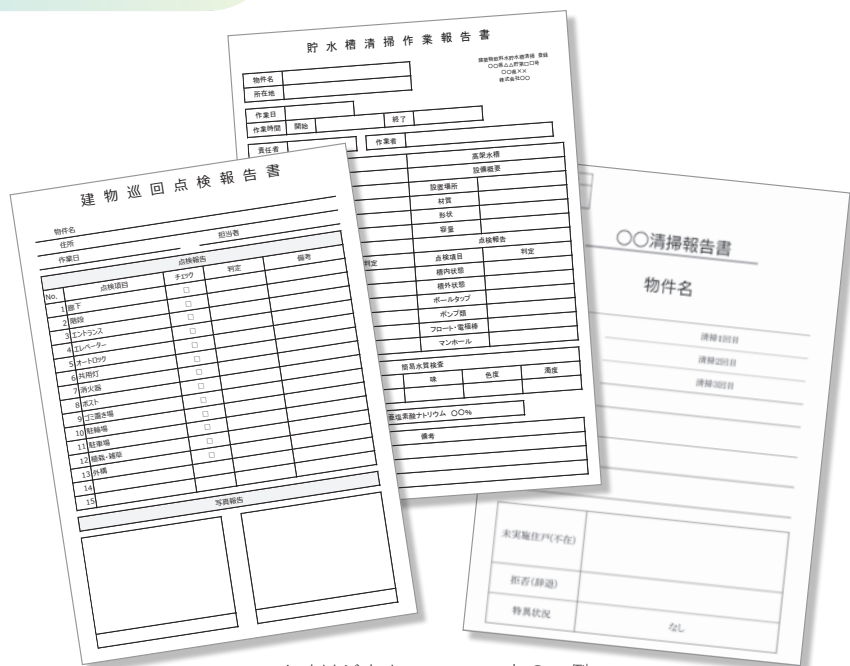 貯水槽清掃作業報告書
物件名
所在地
作業日
作業時間 開始 終了
責任者 作業者
高架水槽
設備概要
設置場所
材質
形状
容量
点検報告
判定 点検項目 判定
槽内状態
槽外状態
ボールタップ
ポンプ類
フロート・電極棒
マンホール
簡易水質検査
味 色度 濁度
亜塩素酸ナトリウム 〇〇%
備考
建物巡回点検報告書
物件名
住所
作業日 担当者
点検報告
No. 点検項目 チェック 判定 備考
1 廊下 □
2 階段 □
3 エントランス □
4 エレベーター □
5 オートロック □
6 共用灯 □
7 消火器 □
8 ポスト □
9 ゴミ置き場 □
10 駐輪場 □
11 駐車場 □
12 植栽・雑草 □
13 外構 □
14
15
写真報告
〇〇清掃報告書
物件名
清掃1回目
清掃2回目
清掃3回目
未実施住戸(不在)
拒否(辞退)
特異状況 なし